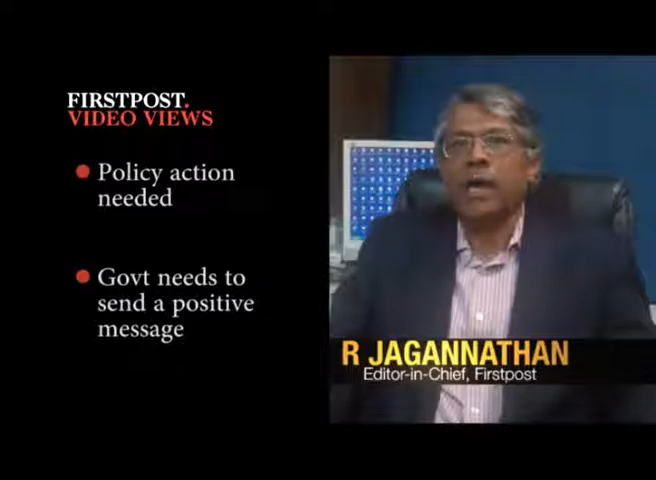 FIRSTPOST.
VIDEO VIEWS
Policy action
needed
Govt needs to
send a positive
message
R JAGANNATHAN
Editor-in-Chief, Firstpost